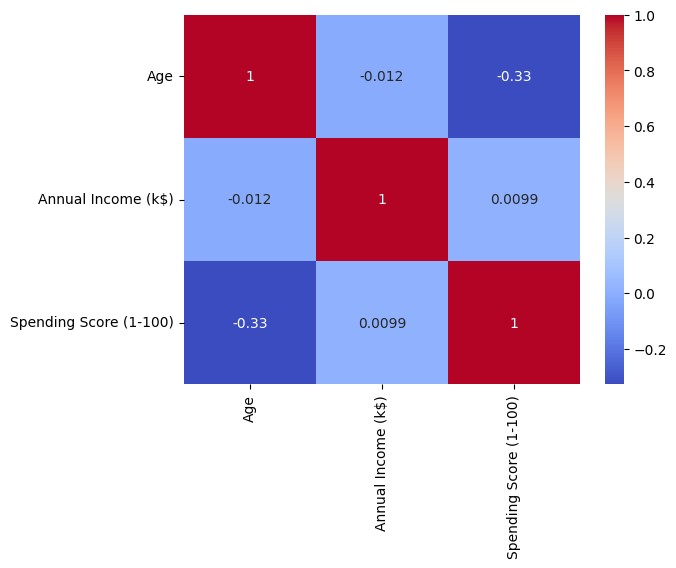 Age
Annual Income (k$)
Spending Score (1-100)
1 -0.012 -0.33
-0.012 1 0.0099
-0.33 0.0099 1
Age
Annual Income (k$)
Spending Score (1-100)
1.0
0.8
0.6
0.4
0.2
0.0
−0.2